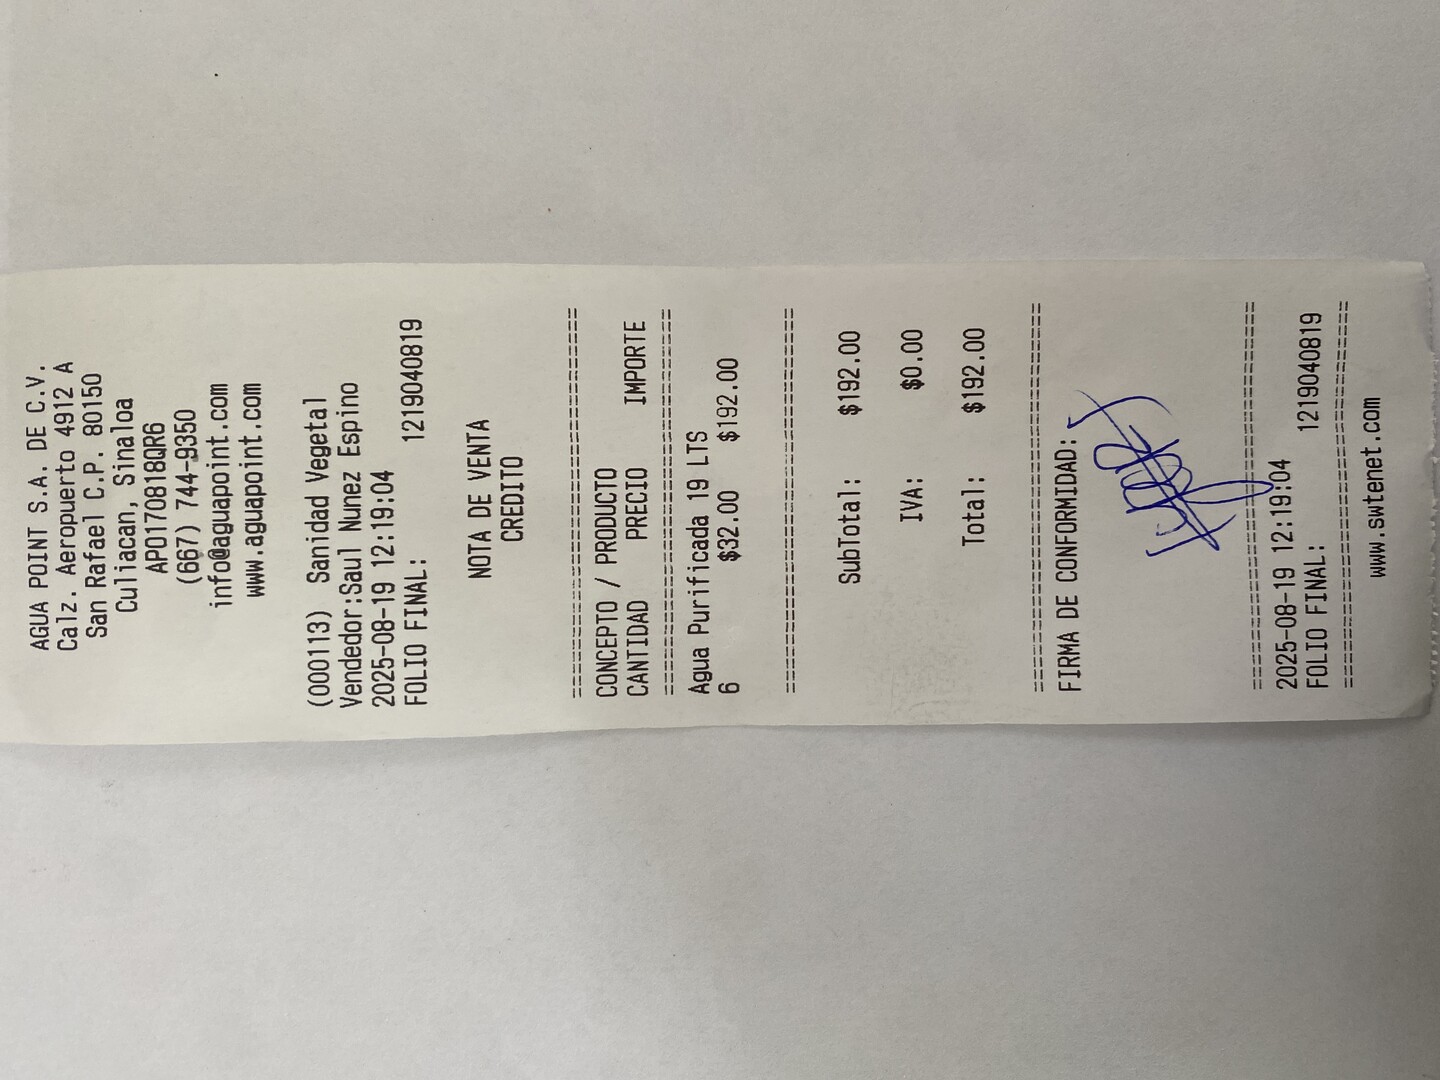 AGUA POINT S.A. DE C.V.
Calz. Aeropuerto 4912 A
San Rafael C.P. 80150
Culiacan, Sinaloa
APO170818QR6
(667) 744-9350
info@aguapoint.com
www.aguapoint.com
(000113) Sanidad Vegetal
Vendedor:Saul Nunez Espino
2025-08-19 12:19:04
FOLIO FINAL: 1219040819
NOTA DE VENTA
CREDITO
CONCEPTO / PRODUCTO
CANTIDAD PRECIO IMPORTE
Agua Purificada 19 LTS
6 $32.00 $192.00
SubTotal: $192.00
IVA: $0.00
Total: $192.00
FIRMA DE CONFORMIDAD:
2025-08-19 12:19:04
FOLIO FINAL: 1219040819
www.swtenet.com